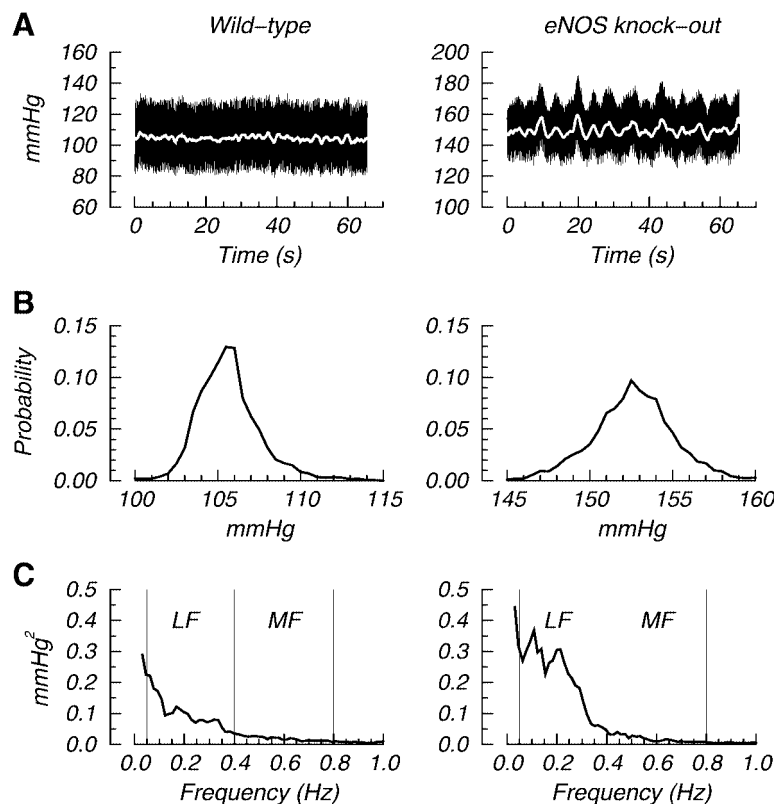 A
Wild–type
eNOS knock–out
mmHg
160
140
120
100
80
60
0 20 40 60
Time (s)
200
180
160
140
120
100
0 20 40 60
Time (s)
B
Probability
0.15
0.10
0.05
0.00
100 105 110 115
mmHg
0.15
0.10
0.05
0.00
145 150 155 160
mmHg
C
mmHg²
0.5
0.4
0.3
0.2
0.1
0.0
LF MF
0.0 0.2 0.4 0.6 0.8 1.0
Frequency (Hz)
0.5
0.4
0.3
0.2
0.1
0.0
LF MF
0.0 0.2 0.4 0.6 0.8 1.0
Frequency (Hz)